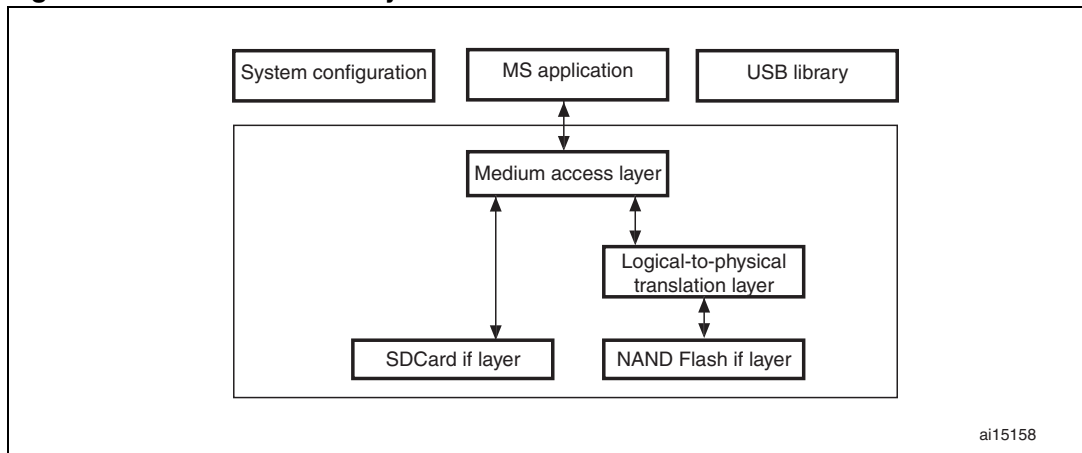 System configuration
MS application
USB library
Medium access layer
Logical-to-physical
translation layer
SDCard if layer
NAND Flash if layer
ai15158